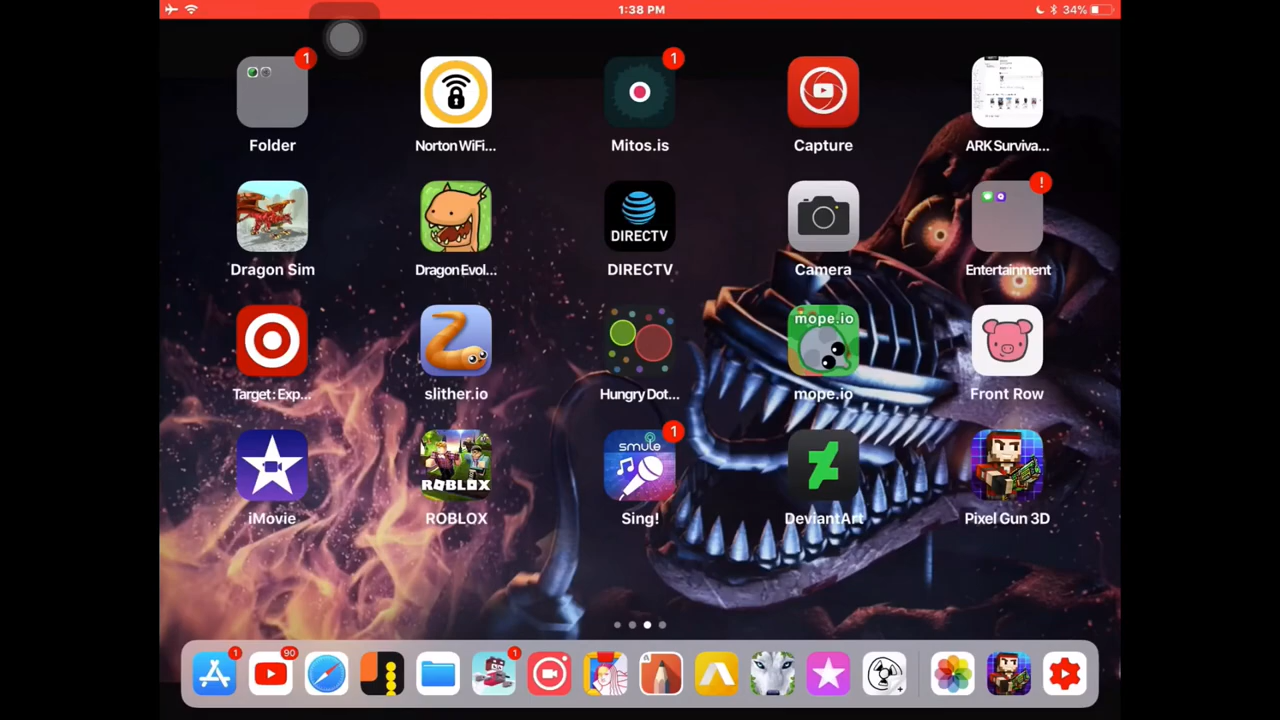 1:38 PM
34%
1
1
Folder
Norton WiFi...
Mitos.is
Capture
ARK Surviva...
!
DIRECTV
Dragon Sim
Dragon Evol...
DIRECTV
Camera
Entertainment
mope.io
Target : Exp...
slither.io
Hungry Dot...
mope.io
Front Row
1
smule
ROBLOX
iMovie
ROBLOX
Sing!
DeviantArt
Pixel Gun 3D
1
90
1